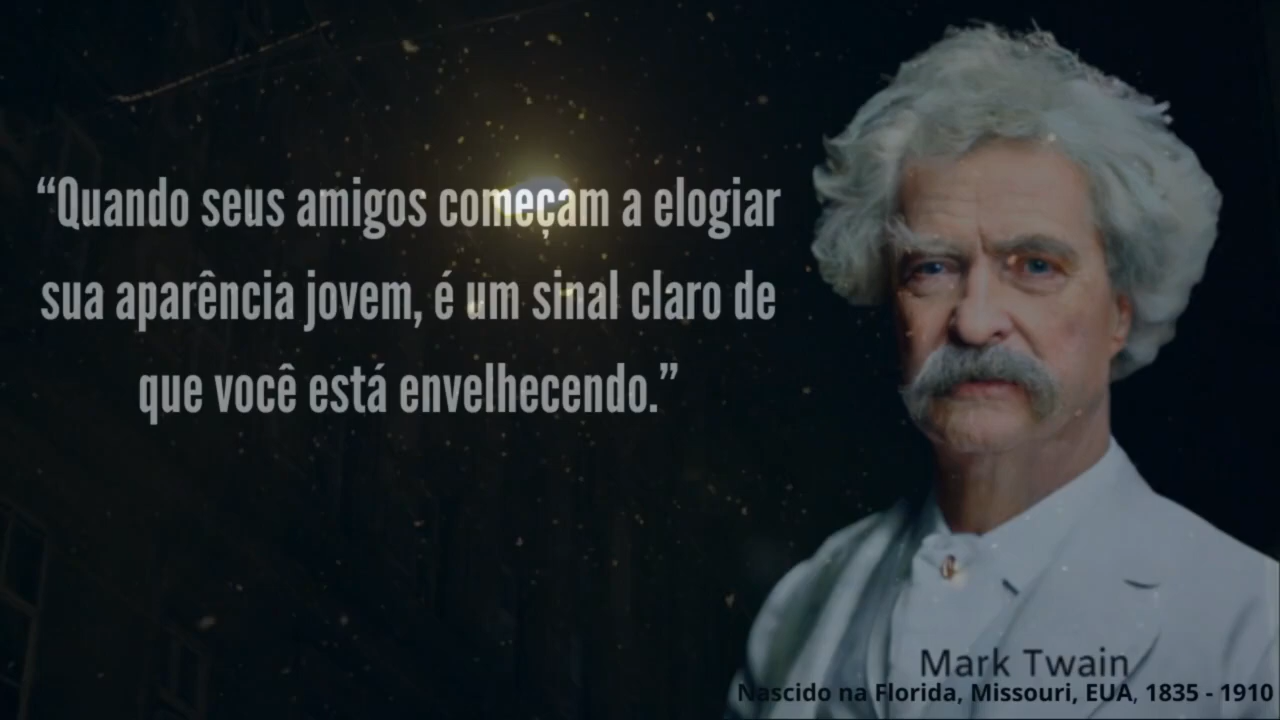 “Quando seus amigos começam a elogiar
sua aparência jovem, é um sinal claro de
que você está envelhecendo.”
Mark Twain
Nascido na Florida, Missouri, EUA, 1835 - 1910